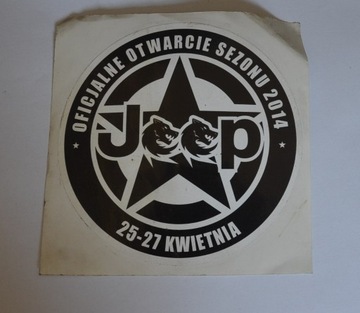 OFICJALNE OTWARCIE SEZONU 2014
Jeep
25-27 KWIETNIA